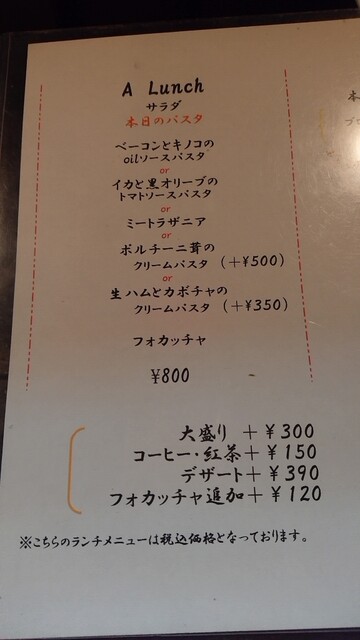 A Lunch
サラダ
本日のパスタ
ベーコンとキノコの
oilソースパスタ
or
イカと黒オリーブの
トマトソースパスタ
or
ミートラザニア
or
ポルチーニ茸の
クリームパスタ (+¥500)
or
生ハムとカボチャの
クリームパスタ (+¥350)
フォカッチャ
¥800
大盛り +¥300
コーヒー・紅茶+¥150
デザート+¥390
フォカッチャ追加+¥120
※こちらのランチメニューは税込価格となっております。
本